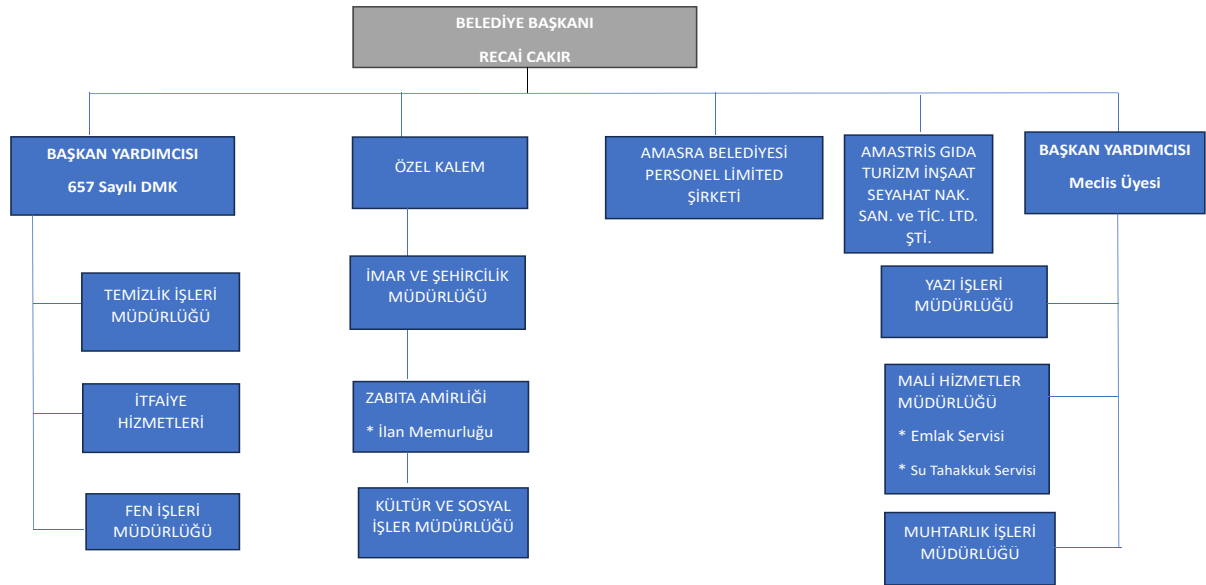 BELEDİYE BAŞKANI
RECAİ CAKIR
BAŞKAN YARDIMCISI
657 Sayılı DMK
ÖZEL KALEM
AMASRA BELEDİYESİ
PERSONEL LIMITED
ŞİRKETİ
AMASTRİS GIDA
TURİZM İNŞAAT
SEYAHAT NAK.
SAN. ve TİC. LTD.
ŞTİ.
BAŞKAN YARDIMCISI
Meclis Üyesi
TEMİZLİK İŞLERİ
MÜDÜRLÜĞÜ
İTFAİYE
HİZMETLERİ
FEN İŞLERİ
MÜDÜRLÜĞÜ
İMAR VE ŞEHİRCİLİK
MÜDÜRLÜĞÜ
ZABITA AMİRLİĞİ
* İlan Memurluğu
KÜLTÜR VE SOSYAL
İŞLER MÜDÜRLÜĞÜ
YAZI İŞLERİ
MÜDÜRLÜĞÜ
MALİ HİZMETLER
MÜDÜRLÜĞÜ
* Emlak Servisi
* Su Tahakkuk Servisi
MUHTARLIK İŞLERİ
MÜDÜRLÜĞÜ